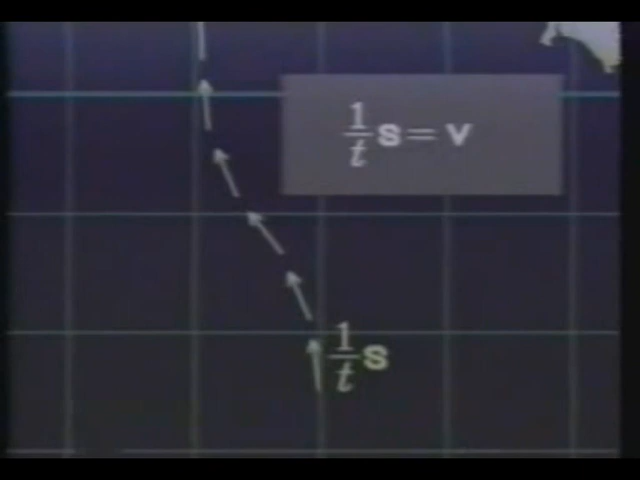 1/t s = v
1/t s